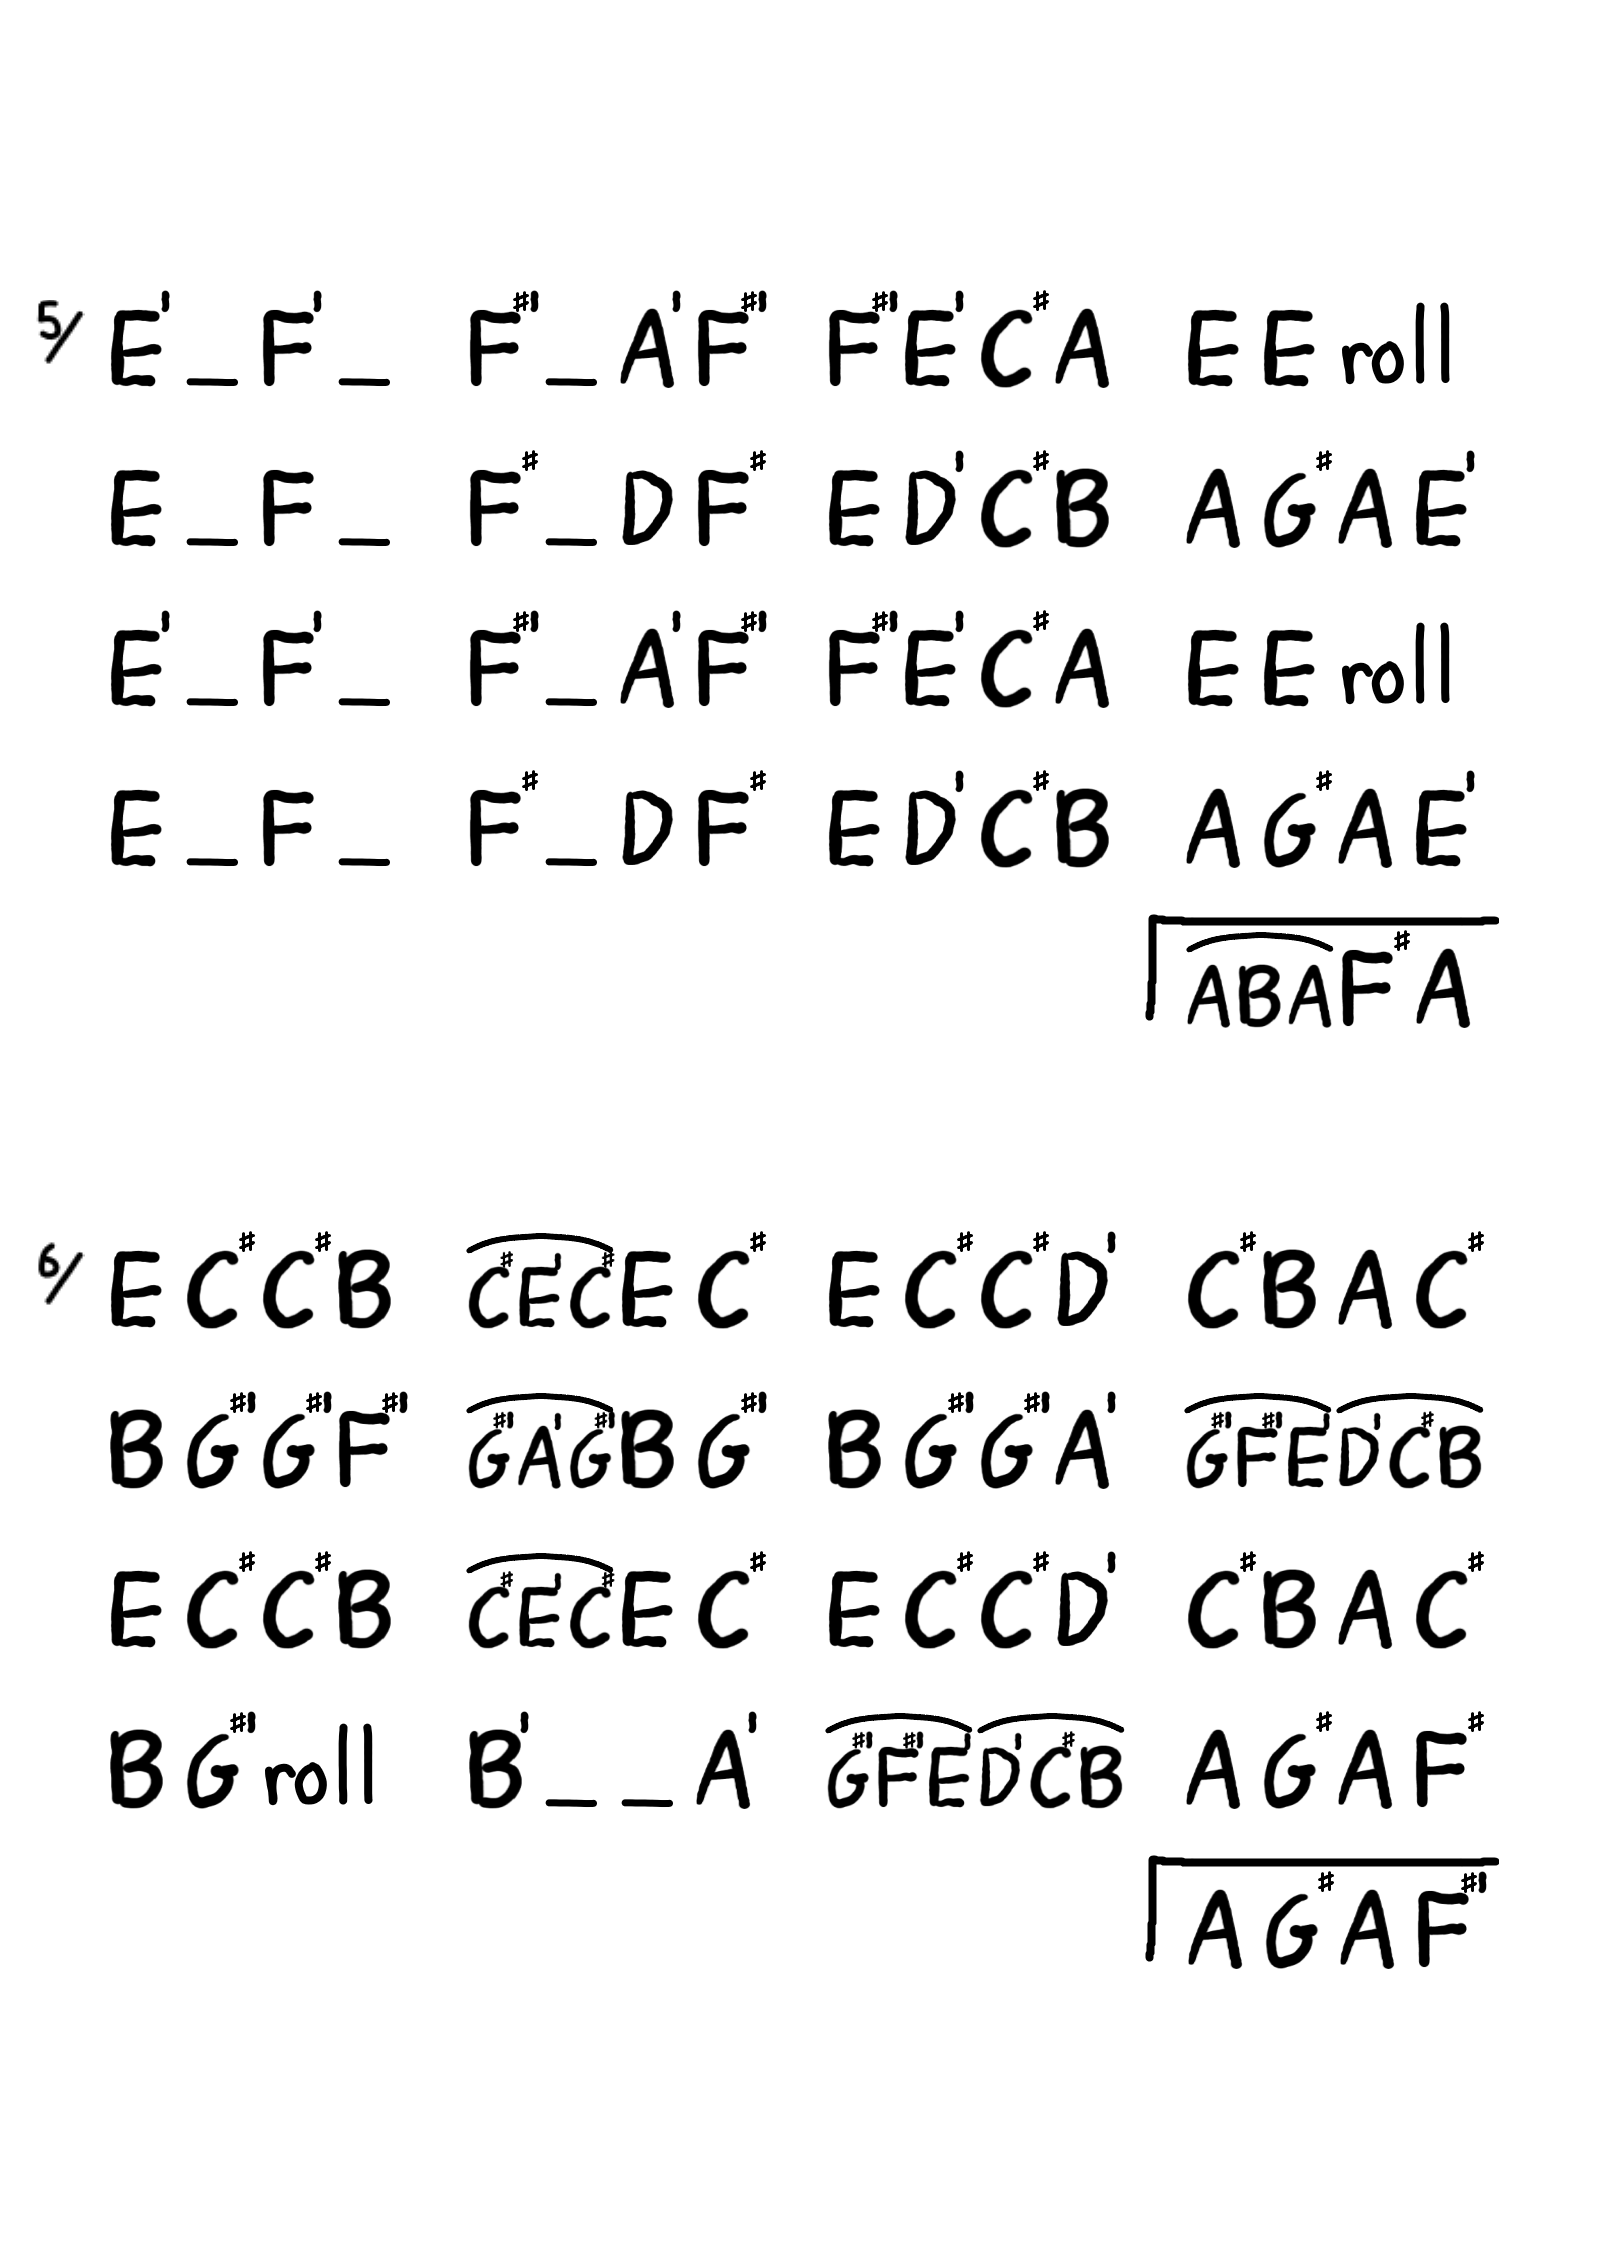 5/ E' _ F' _ F#' _ A' F#' F#' E' C# A E E roll
E _ F _ F# _ D F# E D' C# B A G# A E'
E' _ F' _ F#' _ A' F#' F#' E' C# A E E roll
E _ F _ F# _ D F# E D' C# B A G# A E'
A B A F# A
6/ E C# C# B C# E' C# E C# E C# C# D' C# B A C#
B G#' G#' F#' G#' A' G#' B G#' B G#' G#' A' G#' F#' E' D' C# B
E C# C# B C# E' C# E C# E C# C# D' C# B A C#
B G#' roll B' _ _ A' G#' F#' E' D' C# B A G# A F#
A G# A F#'